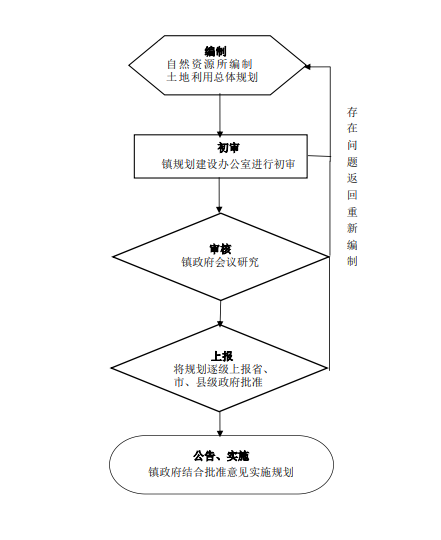 编制
自然资源所编制
土地利用总体规划
初审
镇规划建设办公室进行初审
审核
镇政府会议研究
上报
将规划逐级上报省、
市、县级政府批准
公告、实施
镇政府结合批准意见实施规划
存在问题返回重新编制